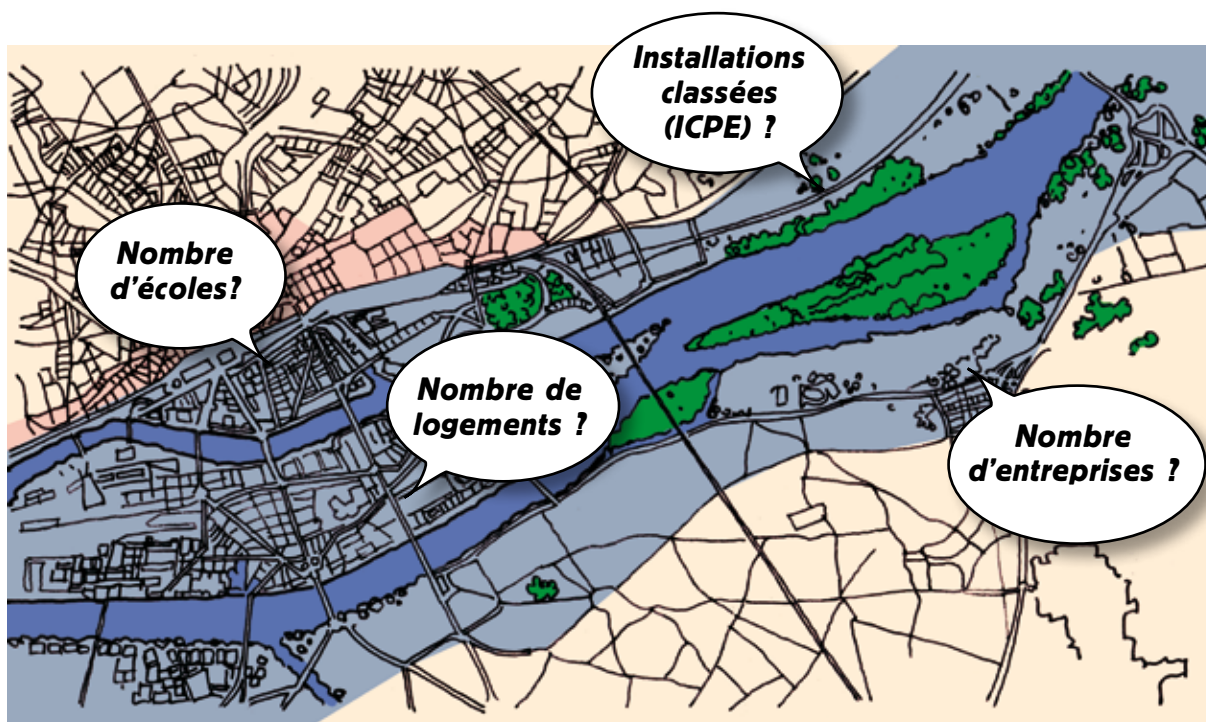 Installations
classées
(ICPE) ?
Nombre
d'écoles?
Nombre de
logements ?
Nombre
d'entreprises ?